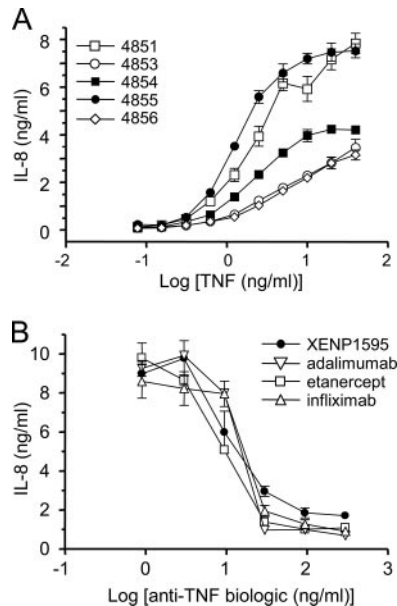 A
8
6
4
2
0
IL-8 (ng/ml)
4851
4853
4854
4855
4856
-2 -1 0 1 2
Log [TNF (ng/ml)]
B
12
10
8
6
4
2
0
IL-8 (ng/ml)
XENP1595
adalimumab
etanercept
infliximab
-1 0 1 2 3
Log [anti-TNF biologic (ng/ml)]